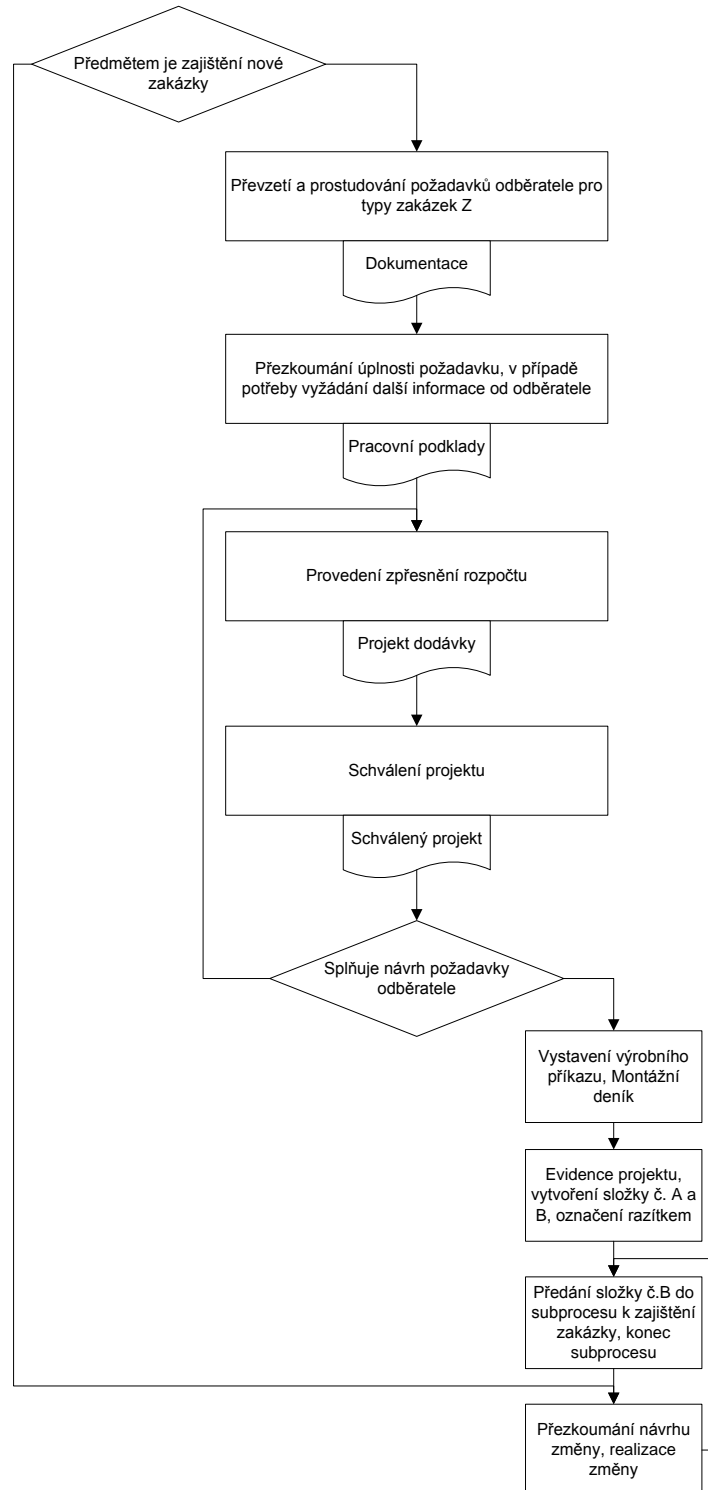 Předmětem je zajištění nové
zakázky
Převzetí a prostudování požadavků odběratele pro
typy zakázek Z
Dokumentace
Přezkoumání úplnosti požadavku, v případě
potřeby vyžádání další informace od odběratele
Pracovní podklady
Provedení zpřesnění rozpočtu
Projekt dodávky
Schválení projektu
Schválený projekt
Splňuje návrh požadavky
odběratele
Vystavení výrobního
příkazu, Montážní
deník
Evidence projektu,
vytvoření složky č. A a
B, označení razítkem
Předání složky č.B do
subprocesu k zajištění
zakázky, konec
subprocesu
Přezkoumání návrhu
změny, realizace
změny